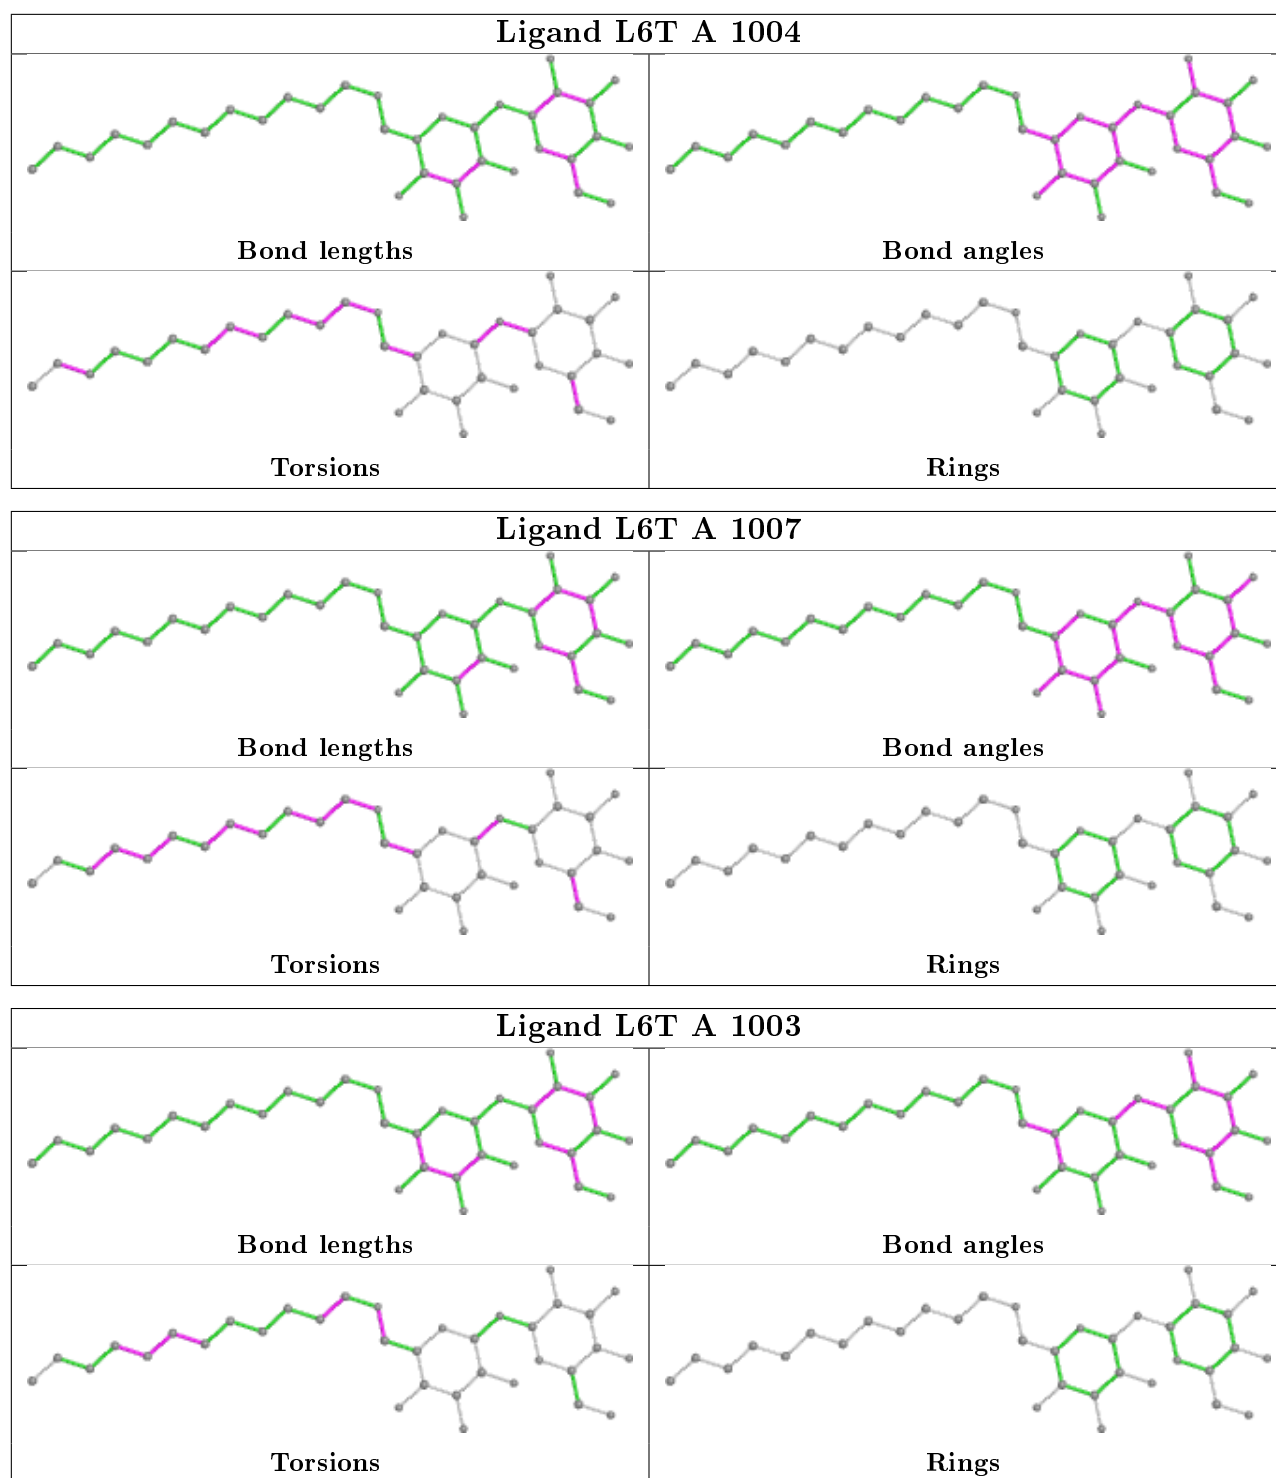 Ligand L6T A 1004
Bond lengths
Bond angles
Torsions
Rings
Ligand L6T A 1007
Bond lengths
Bond angles
Torsions
Rings
Ligand L6T A 1003
Bond lengths
Bond angles
Torsions
Rings